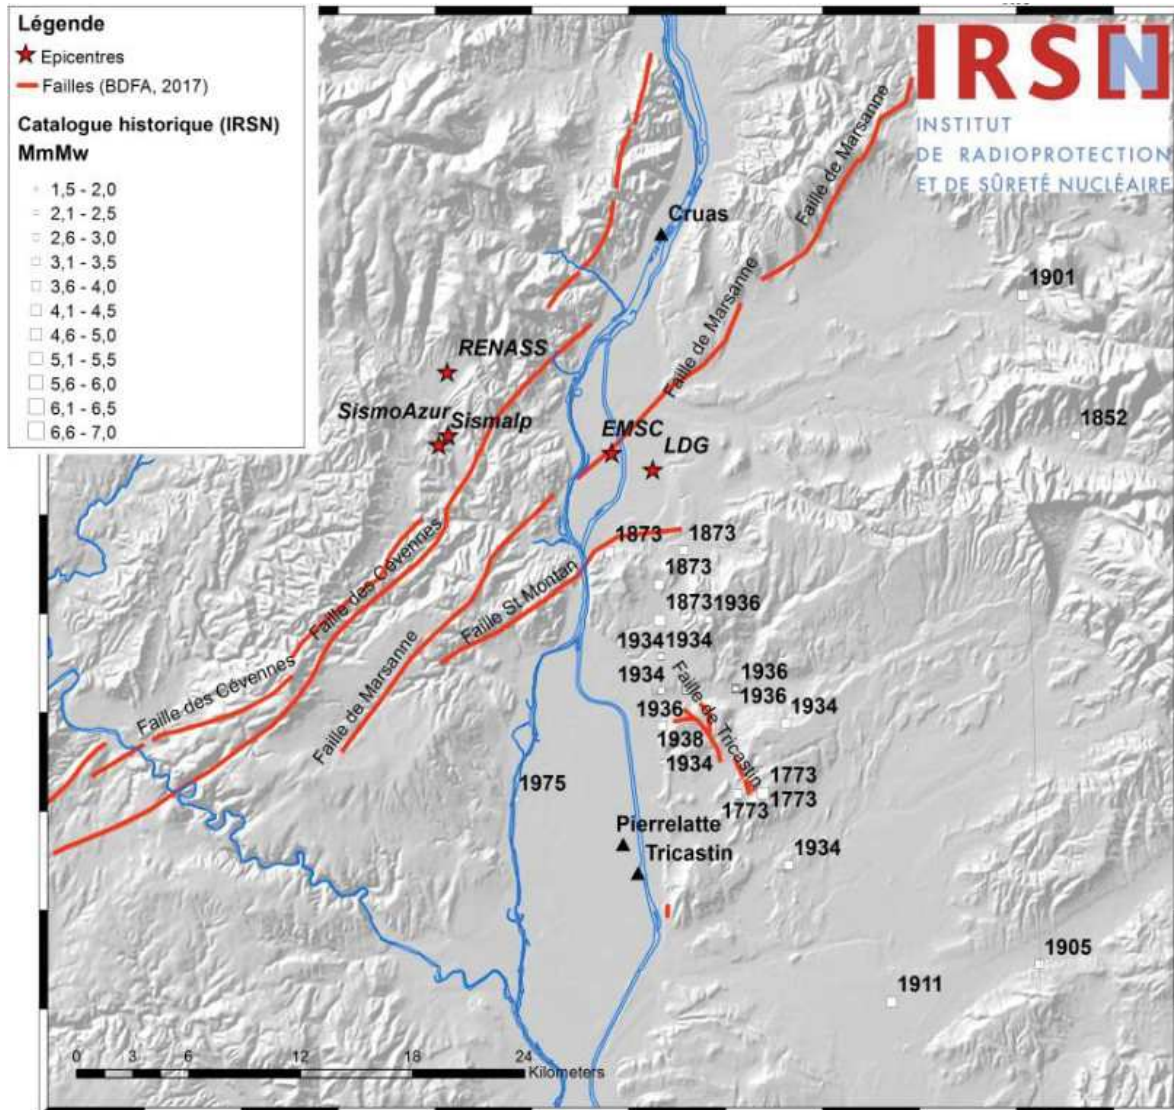 Légende
Epicentres
Failles (BDFA, 2017)
Catalogue historique (IRSN)
MmMw
1,5 - 2,0
2,1 - 2,5
2,6 - 3,0
3,1 - 3,5
3,6 - 4,0
4,1 - 4,5
4,6 - 5,0
5,1 - 5,5
5,6 - 6,0
6,1 - 6,5
6,6 - 7,0
IRSN
INSTITUT
DE RADIOPROTECTION
ET DE SÛRETÉ NUCLÉAIRE
Faille de Marsanne
Cruas
Faille de Marsanne
1901
RENASS
SismoAzur
Sismalp
EMSC
LDG
1852
1873
1873
1873
1873
1936
Faille des Cévennes
Faille St Montan
1934
1934
1934
Faille de Tricastin
1936
1936
1934
Faille des Cévennes
Faille de Marsanne
1936
1938
1934
1975
1773
1773
1773
Pierrelatte
Tricastin
1934
1905
1911
0
3
6
12
18
24
Kilometers